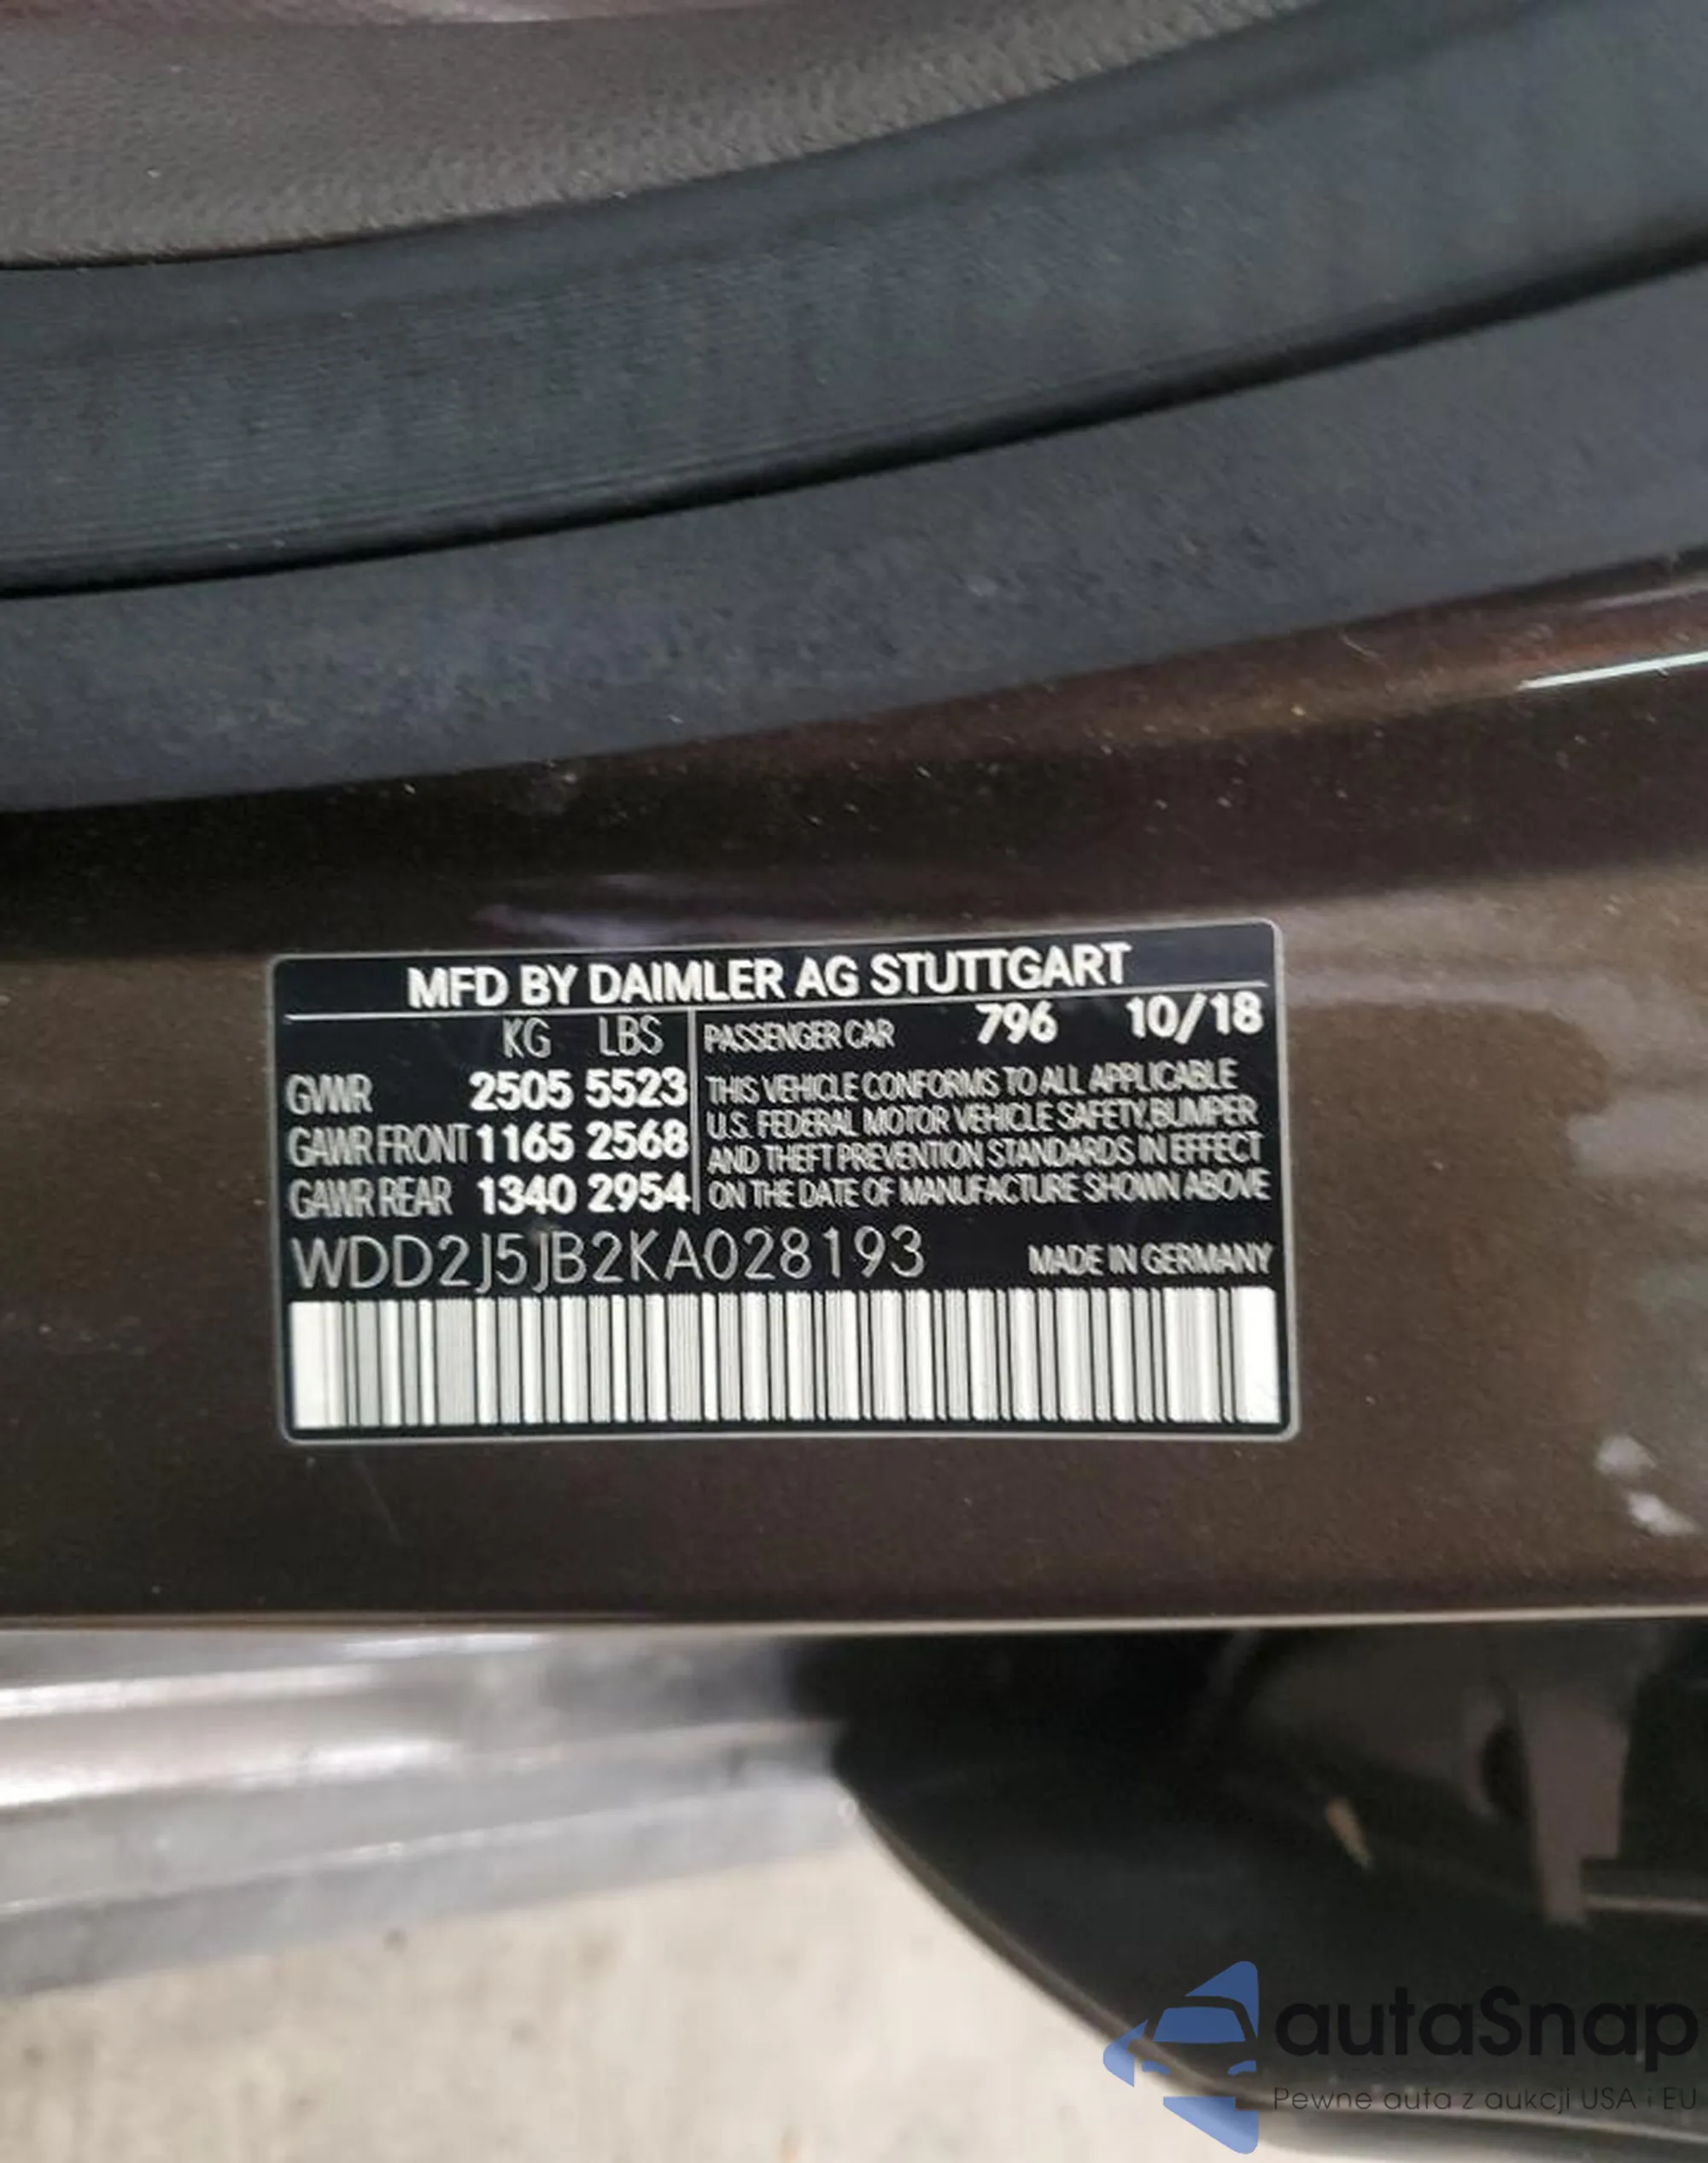 MFD BY DAIMLER AG STUTTGART
KG LBS
GVWR 2505 5523
GAWR FRONT 1165 2568
GAWR REAR 1340 2954
PASSENGER CAR 796 10/18
THIS VEHICLE CONFORMS TO ALL APPLICABLE
U.S. FEDERAL MOTOR VEHICLE SAFETY, BUMPER
AND THEFT PREVENTION STANDARDS IN EFFECT
ON THE DATE OF MANUFACTURE SHOWN ABOVE
WDD2J5JB2KA028193 MADE IN GERMANY
autaSnap
Pewne auta z aukcji USA i EU